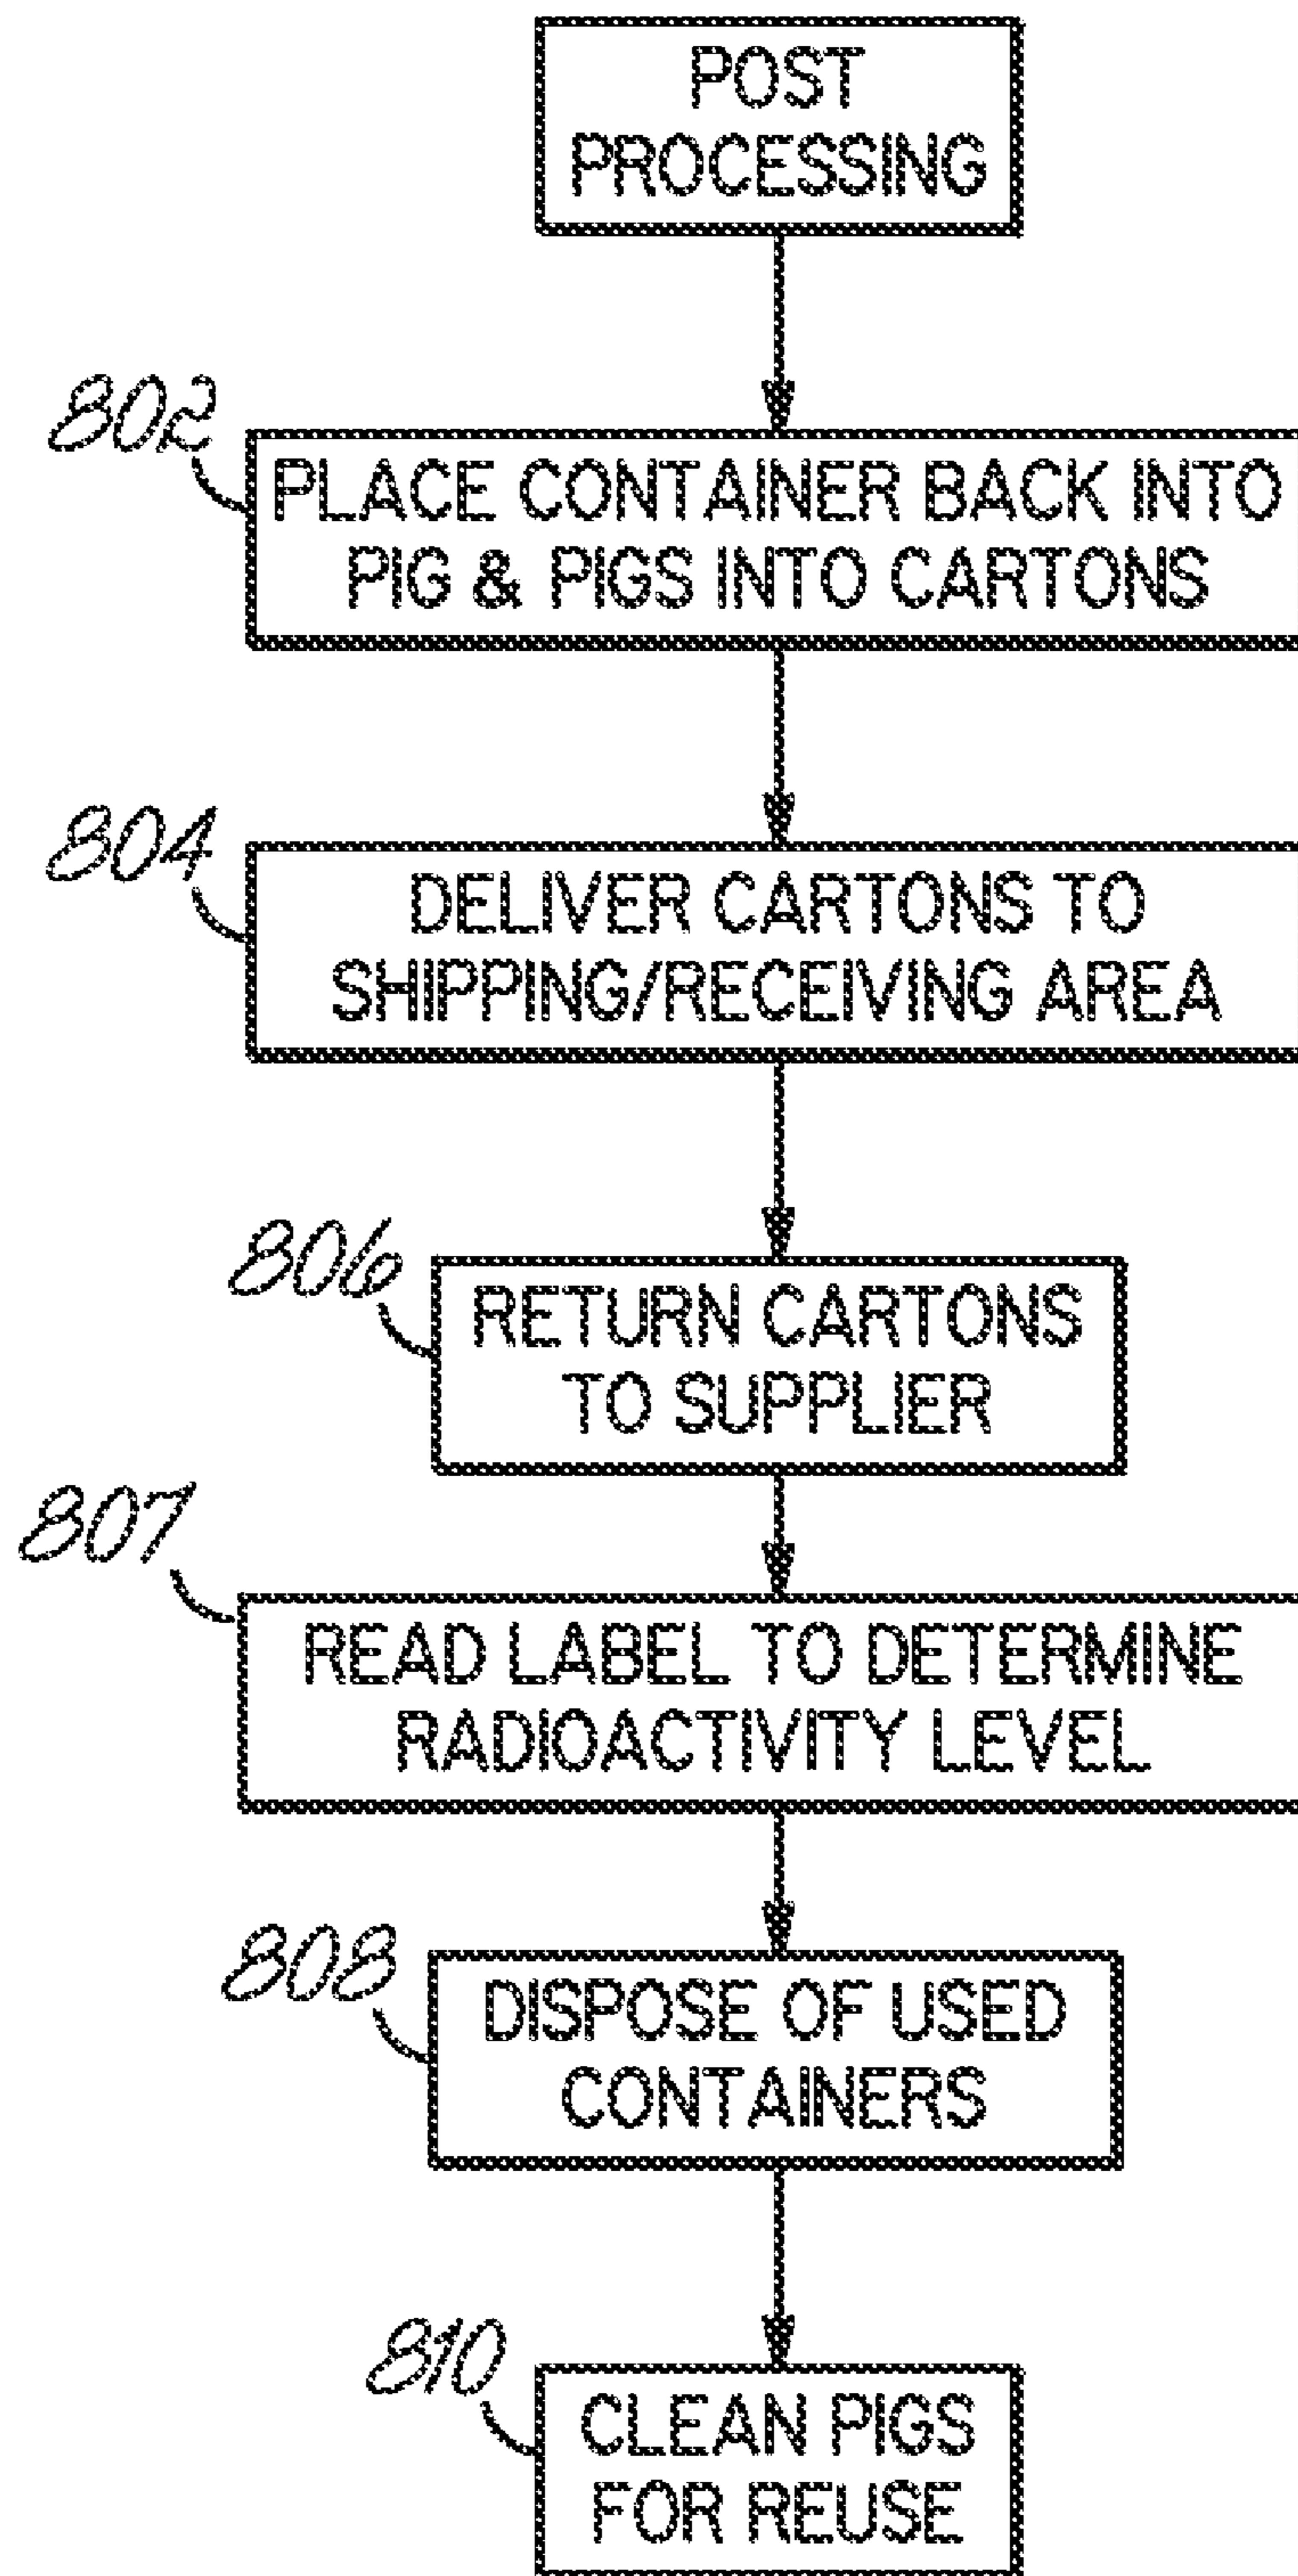 POST
PROCESSING
802
PLACE CONTAINER BACK INTO
PIG & PIGS INTO CARTONS
804
DELIVER CARTONS TO
SHIPPING/RECEIVING AREA
806
RETURN CARTONS
TO SUPPLIER
807
READ LABEL TO DETERMINE
RADIOACTIVITY LEVEL
808
DISPOSE OF USED
CONTAINERS
810
CLEAN PIGS
FOR REUSE